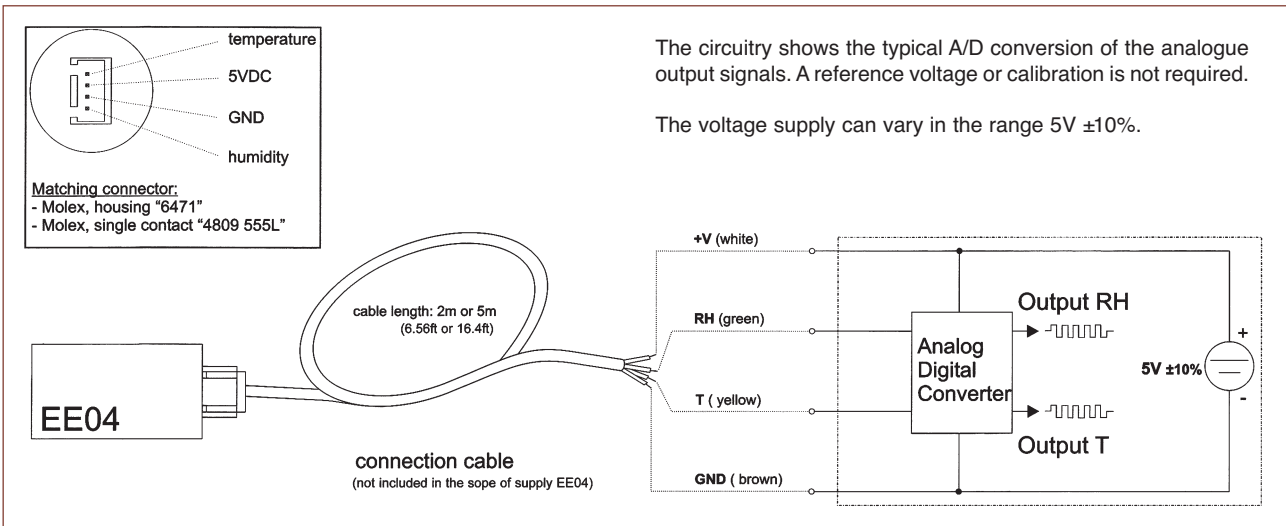 temperature
5VDC
GND
humidity
Matching connector:
- Molex, housing "6471"
- Molex, single contact "4809 555L"
The circuitry shows the typical A/D conversion of the analogue
output signals. A reference voltage or calibration is not required.
The voltage supply can vary in the range 5V ±10%.
EE04
cable length: 2m or 5m
(6.56ft or 16.4ft)
connection cable
(not included in the sope of supply EE04)
+V (white)
RH (green)
T ( yellow)
GND ( brown)
Analog
Digital
Converter
Output RH
Output T
5V ±10%
+
-